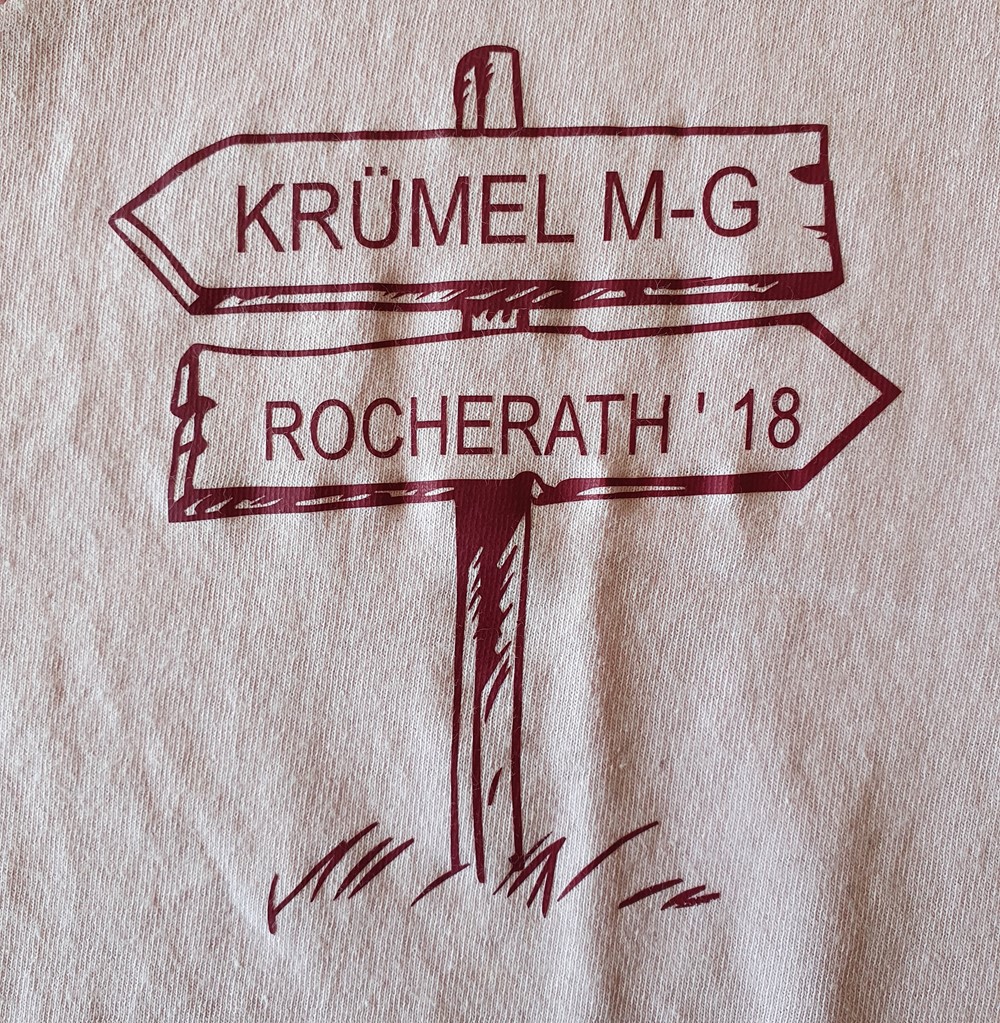 KRÜMEL M-G
ROCHERATH ' 18